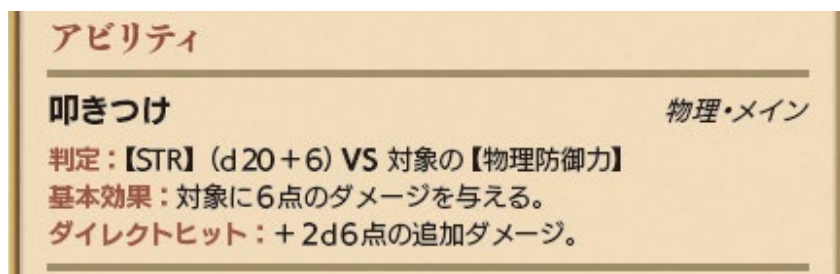 アビリティ
叩きつけ 物理・メイン
判定：【STR】（d20＋6）VS 対象の【物理防御力】
基本効果：対象に6点のダメージを与える。
ダイレクトヒット：＋2d6点の追加ダメージ。